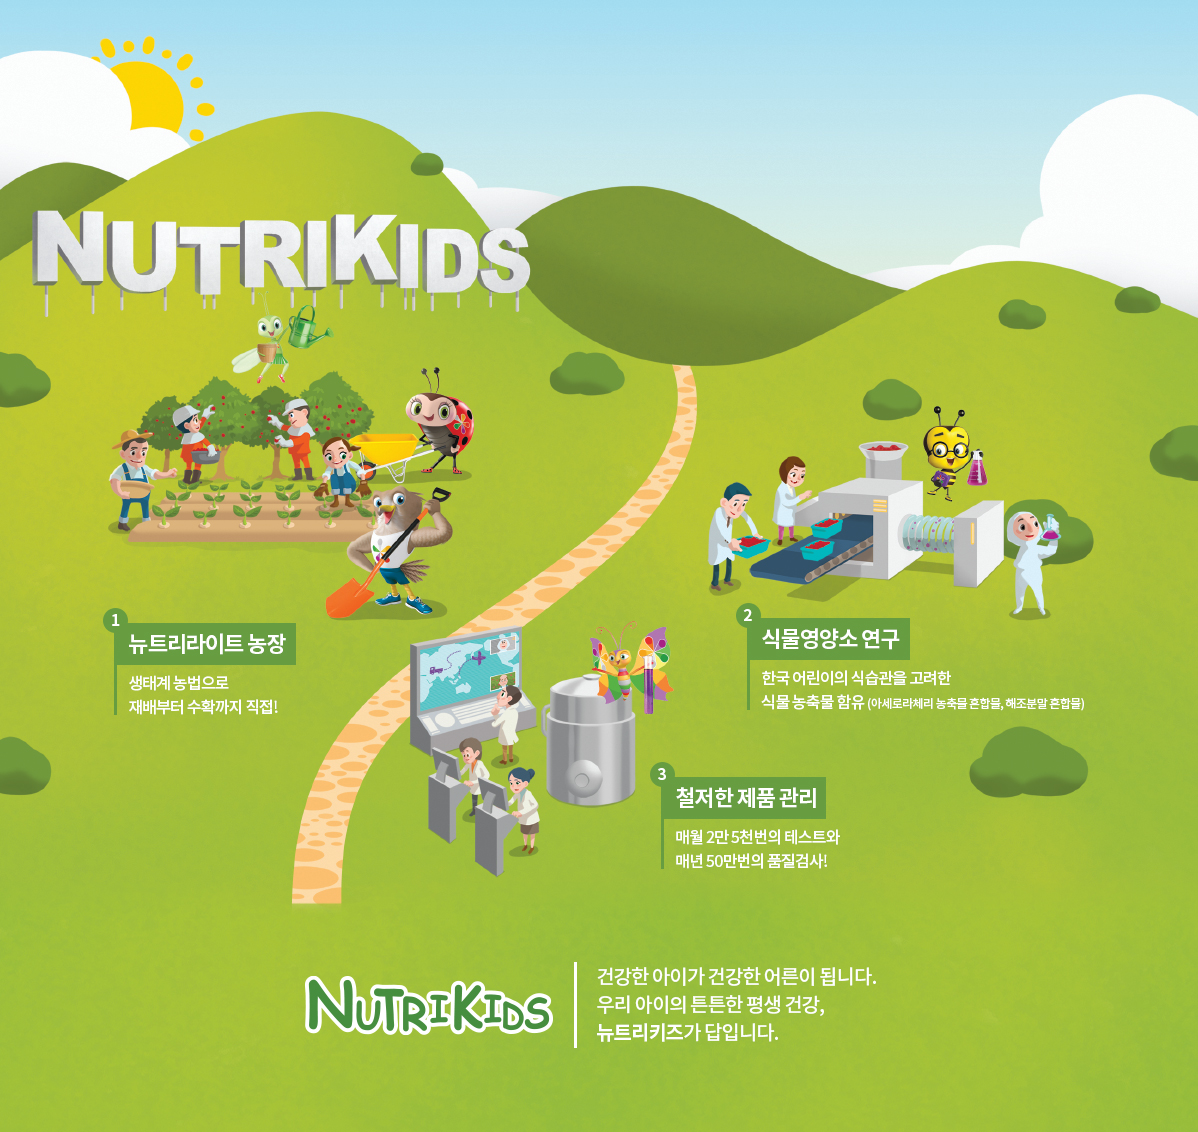 NUTRIKIDS
1
뉴트리라이트 농장
생태계 농법으로
재배부터 수확까지 직접!
2
식물영양소 연구
한국 어린이의 식습관을 고려한
식물 농축물 함유 (아세로라체리 농축물 혼합물, 해조분말 혼합물)
3
철저한 제품 관리
매월 2만 5천번의 테스트와
매년 50만번의 품질검사!
NUTRIKIDS
건강한 아이가 건강한 어른이 됩니다.
우리 아이의 튼튼한 평생 건강,
뉴트리키즈가 답입니다.